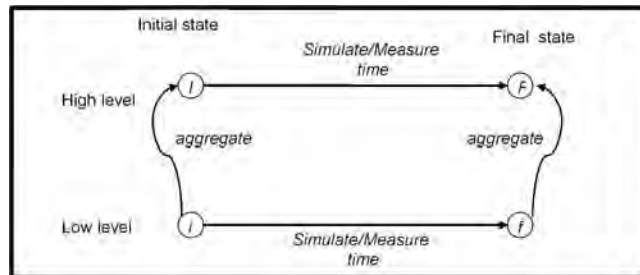 Initial state
Final state
Simulate/Measure
time
High level
I
F
aggregate
aggregate
Low level
i
f
Simulate/Measure
time